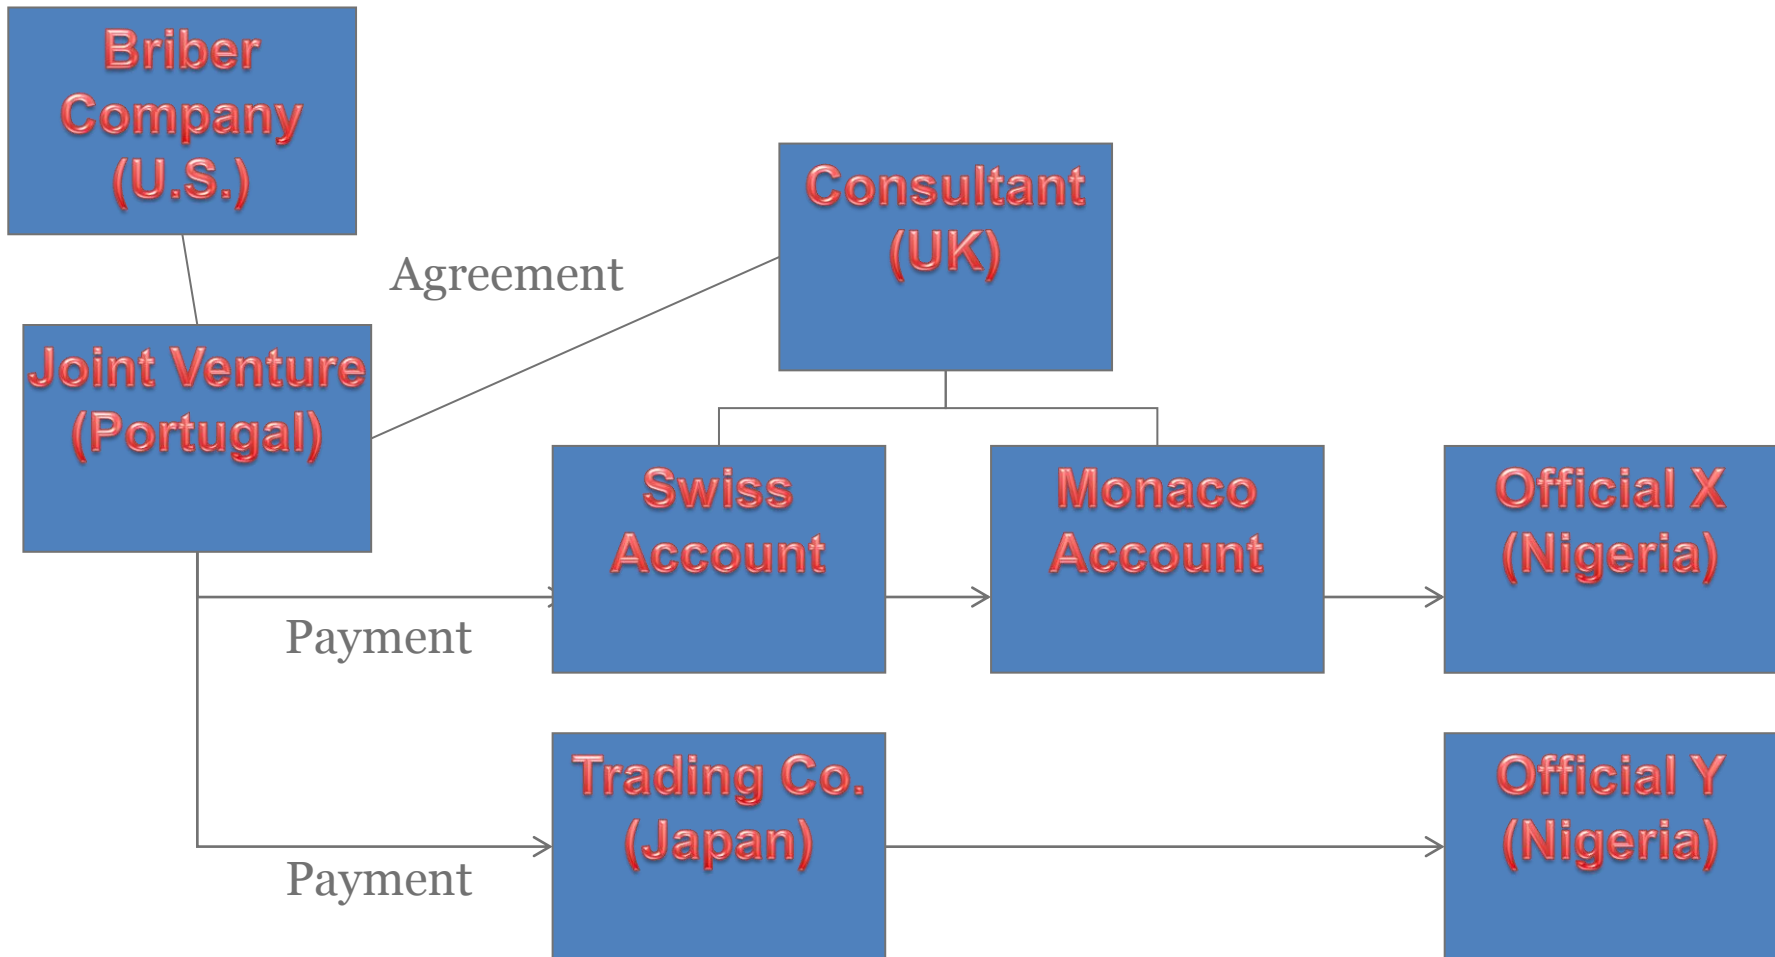 Briber
Company
(U.S.)
Consultant
(UK)
Agreement
Joint Venture
(Portugal)
Swiss
Account
Monaco
Account
Official X
(Nigeria)
Payment
Trading Co.
(Japan)
Official Y
(Nigeria)
Payment